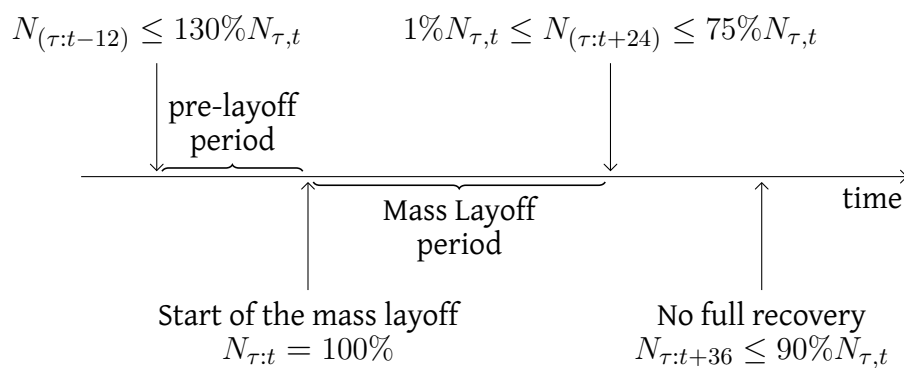 N_{(τ:t−12)} ≤ 130%N_{τ,t}
1%N_{τ,t} ≤ N_{(τ:t+24)} ≤ 75%N_{τ,t}
pre-layoff
period
time
Mass Layoff
period
Start of the mass layoff
N_{τ:t} = 100%
No full recovery
N_{τ:t+36} ≤ 90%N_{τ,t}